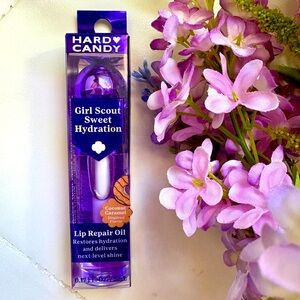 HARD♥
CANDY
Girl Scout
Sweet
Hydration
Coconut
Caramel
Lip Repair Oil
Restores hydration
and delivers
next-level shine